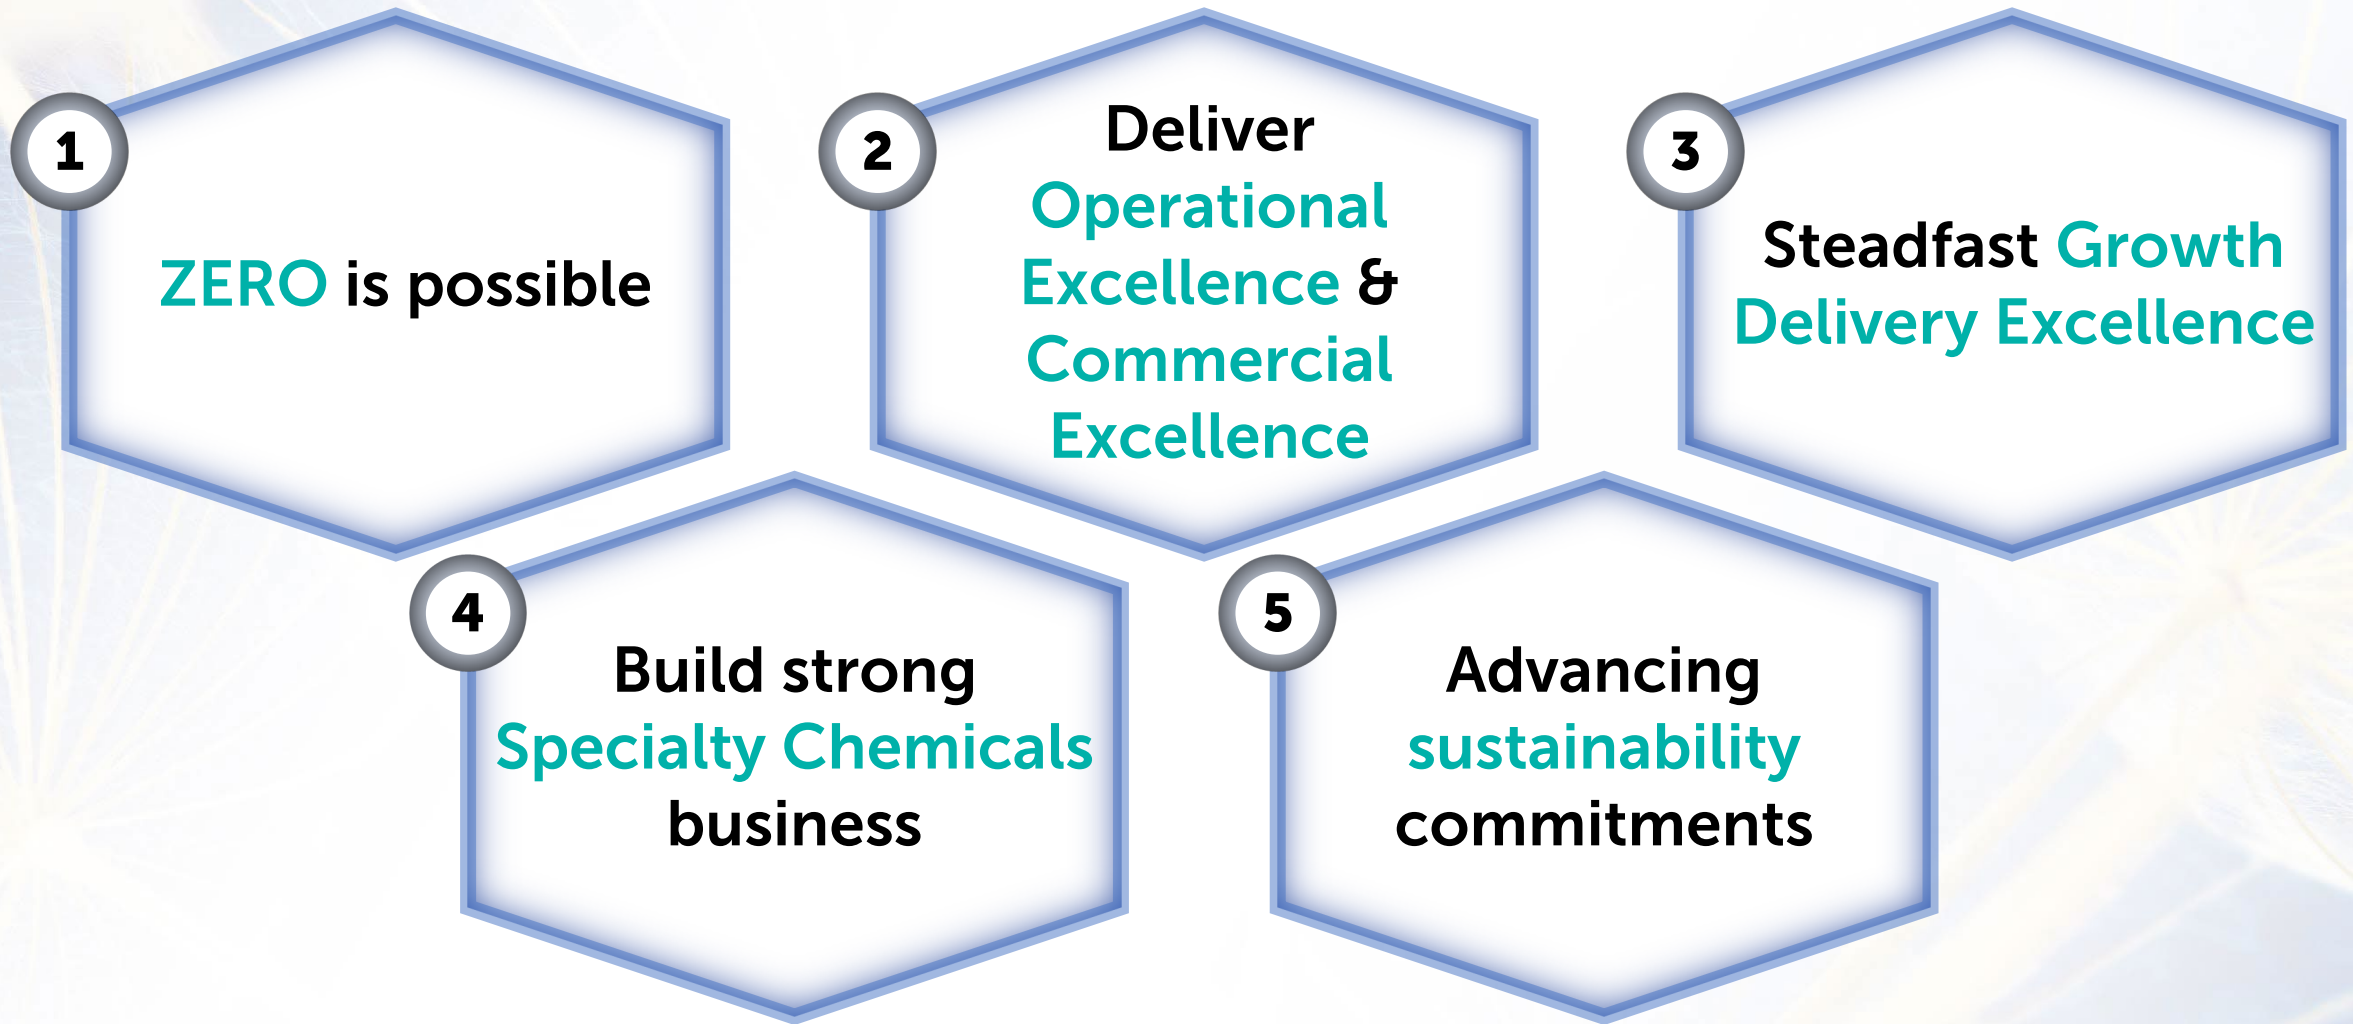 1
ZERO is possible
2
Deliver
Operational
Excellence &
Commercial
Excellence
3
Steadfast Growth
Delivery Excellence
4
Build strong
Specialty Chemicals
business
5
Advancing
sustainability
commitments